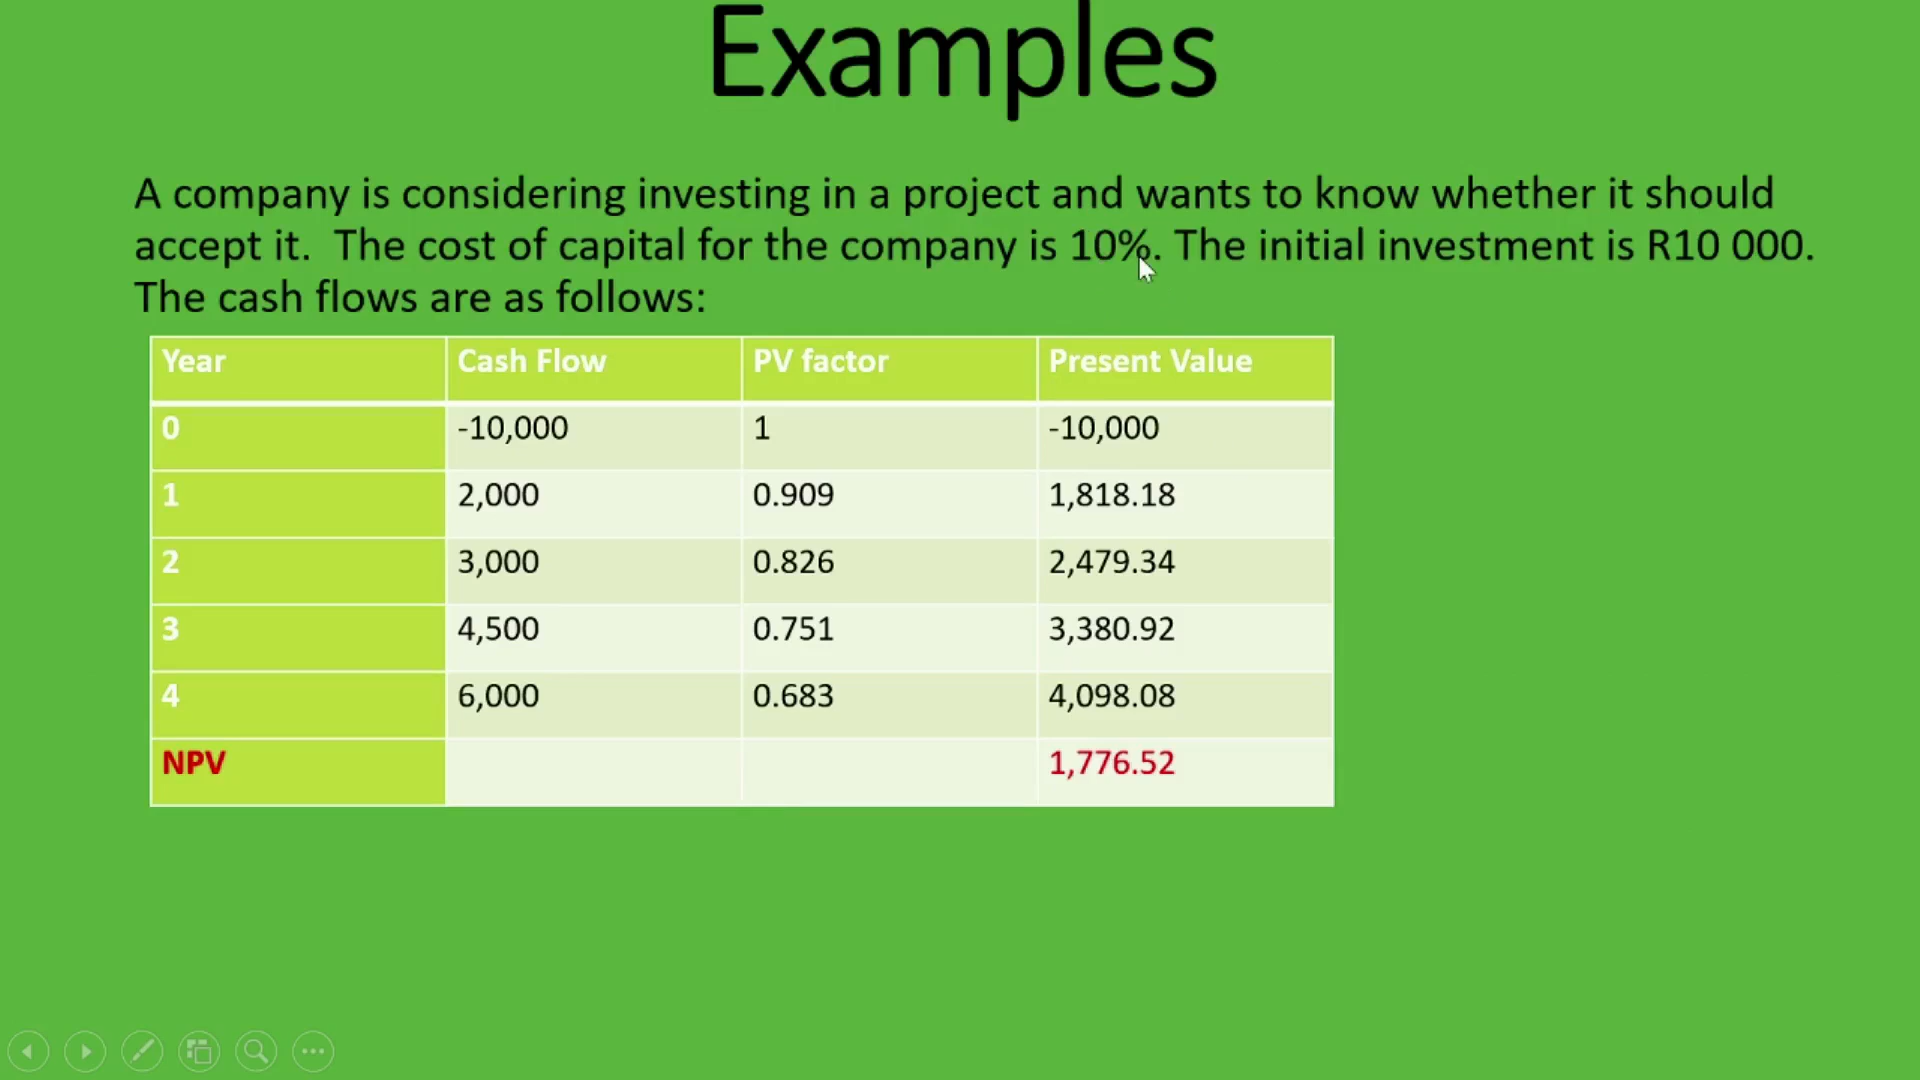 Examples
A company is considering investing in a project and wants to know whether it should
accept it.  The cost of capital for the company is 10%. The initial investment is R10 000.
The cash flows are as follows:
Year Cash Flow PV factor Present Value
0 -10,000 1 -10,000
1 2,000 0.909 1,818.18
2 3,000 0.826 2,479.34
3 4,500 0.751 3,380.92
4 6,000 0.683 4,098.08
NPV 1,776.52